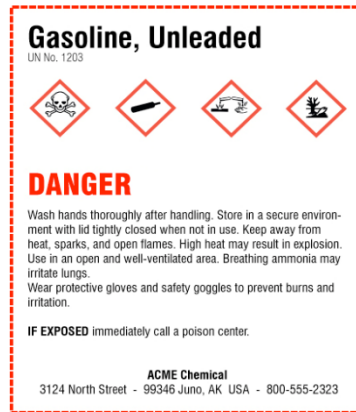 Gasoline, Unleaded
UN No. 1203
DANGER
Wash hands thoroughly after handling. Store in a secure environ-
ment with lid tightly closed when not in use. Keep away from
heat, sparks, and open flames. High heat may result in explosion.
Use in an open and well-ventilated area. Breathing ammonia may
irritate lungs.
Wear protective gloves and safety goggles to prevent burns and
irritation.
IF EXPOSED immediately call a poison center.
ACME Chemical
3124 North Street - 99346 Juno, AK USA - 800-555-2323